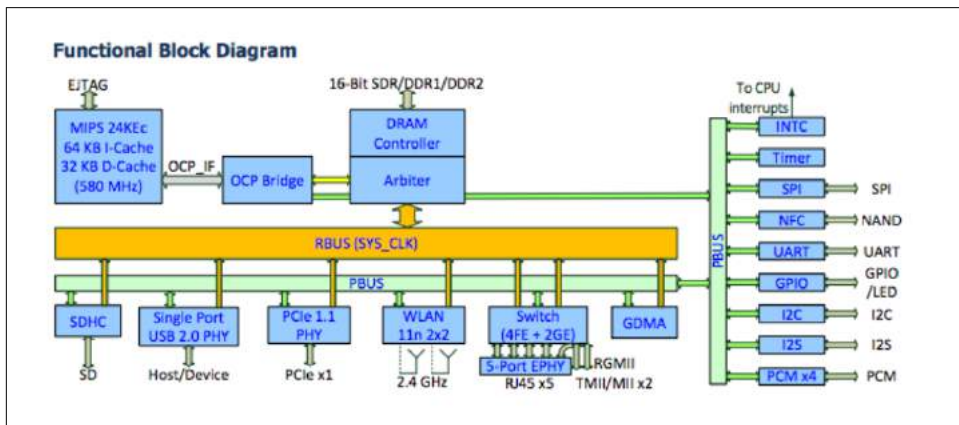 Functional Block Diagram
EJTAG
16-Bit SDR/DDR1/DDR2
To CPU
interrupts
MIPS 24KEc
64 KB I-Cache
32 KB D-Cache
(580 MHz)
OCP_IF
OCP Bridge
DRAM
Controller
Arbiter
RBUS (SYS_CLK)
PBUS
SDHC
Single Port
USB 2.0 PHY
PCIe 1.1
PHY
WLAN
11n 2x2
Switch
(4FE + 2GE)
GDMA
5-Port EPHY
SD
Host/Device
PCIe x1
2.4 GHz
RJ45 x5
RGMII
TMII/MII x2
PBUS
INTC
Timer
SPI
SPI
NFC
NAND
UART
UART
GPIO
GPIO
/LED
I2C
I2C
I2S
I2S
PCM x4
PCM